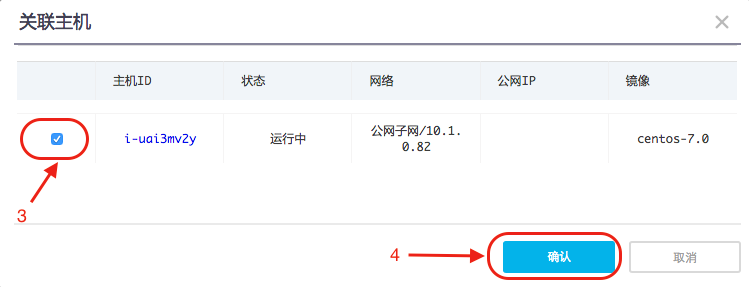 关联主机
主机ID 状态 网络 公网IP 镜像
i-uai3mv2y 运行中 公网子网/10.1.0.82 centos-7.0
3
4 确认 取消